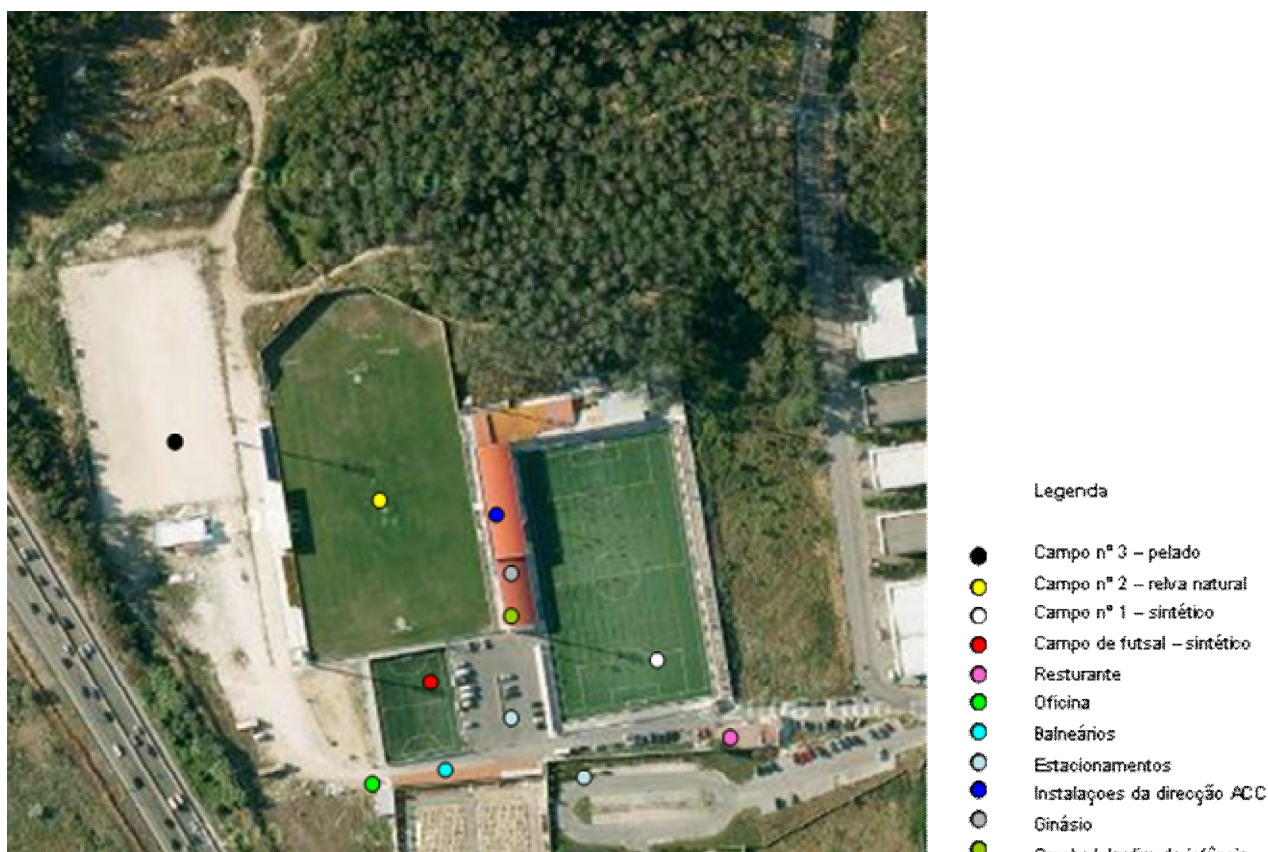 Legenda
Campo nº 3 – pelado
Campo nº 2 – relva natural
Campo nº 1 – sintético
Campo de futsal – sintético
Resturante
Oficina
Balneários
Estacionamentos
Instalaçoes da direcção ACC
Ginásio